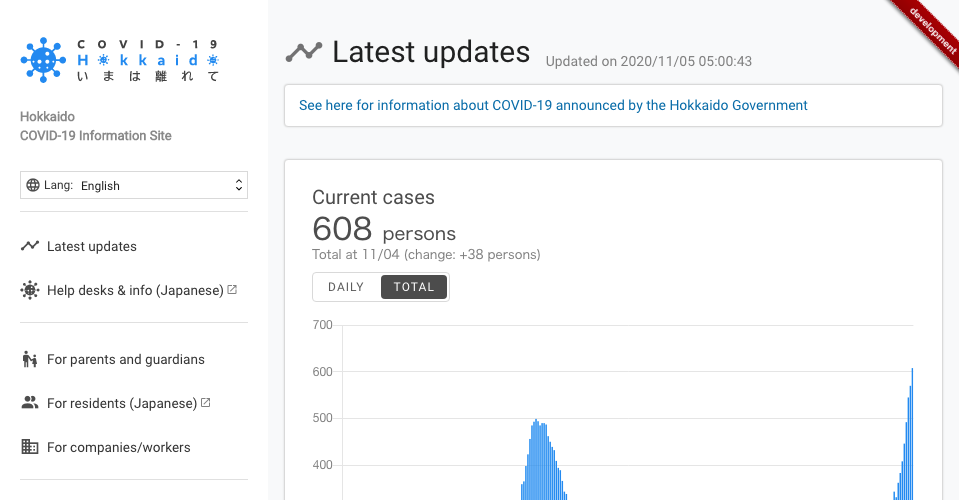 COVID-19
Hokkaido
いまは離れて
Hokkaido
COVID-19 Information Site
Lang: English
Latest updates
Help desks & info (Japanese)
For parents and guardians
For residents (Japanese)
For companies/workers
development
Latest updates
Updated on 2020/11/05 05:00:43
See here for information about COVID-19 announced by the Hokkaido Government
Current cases
608 persons
Total at 11/04 (change: +38 persons)
DAILY TOTAL
700
600
500
400